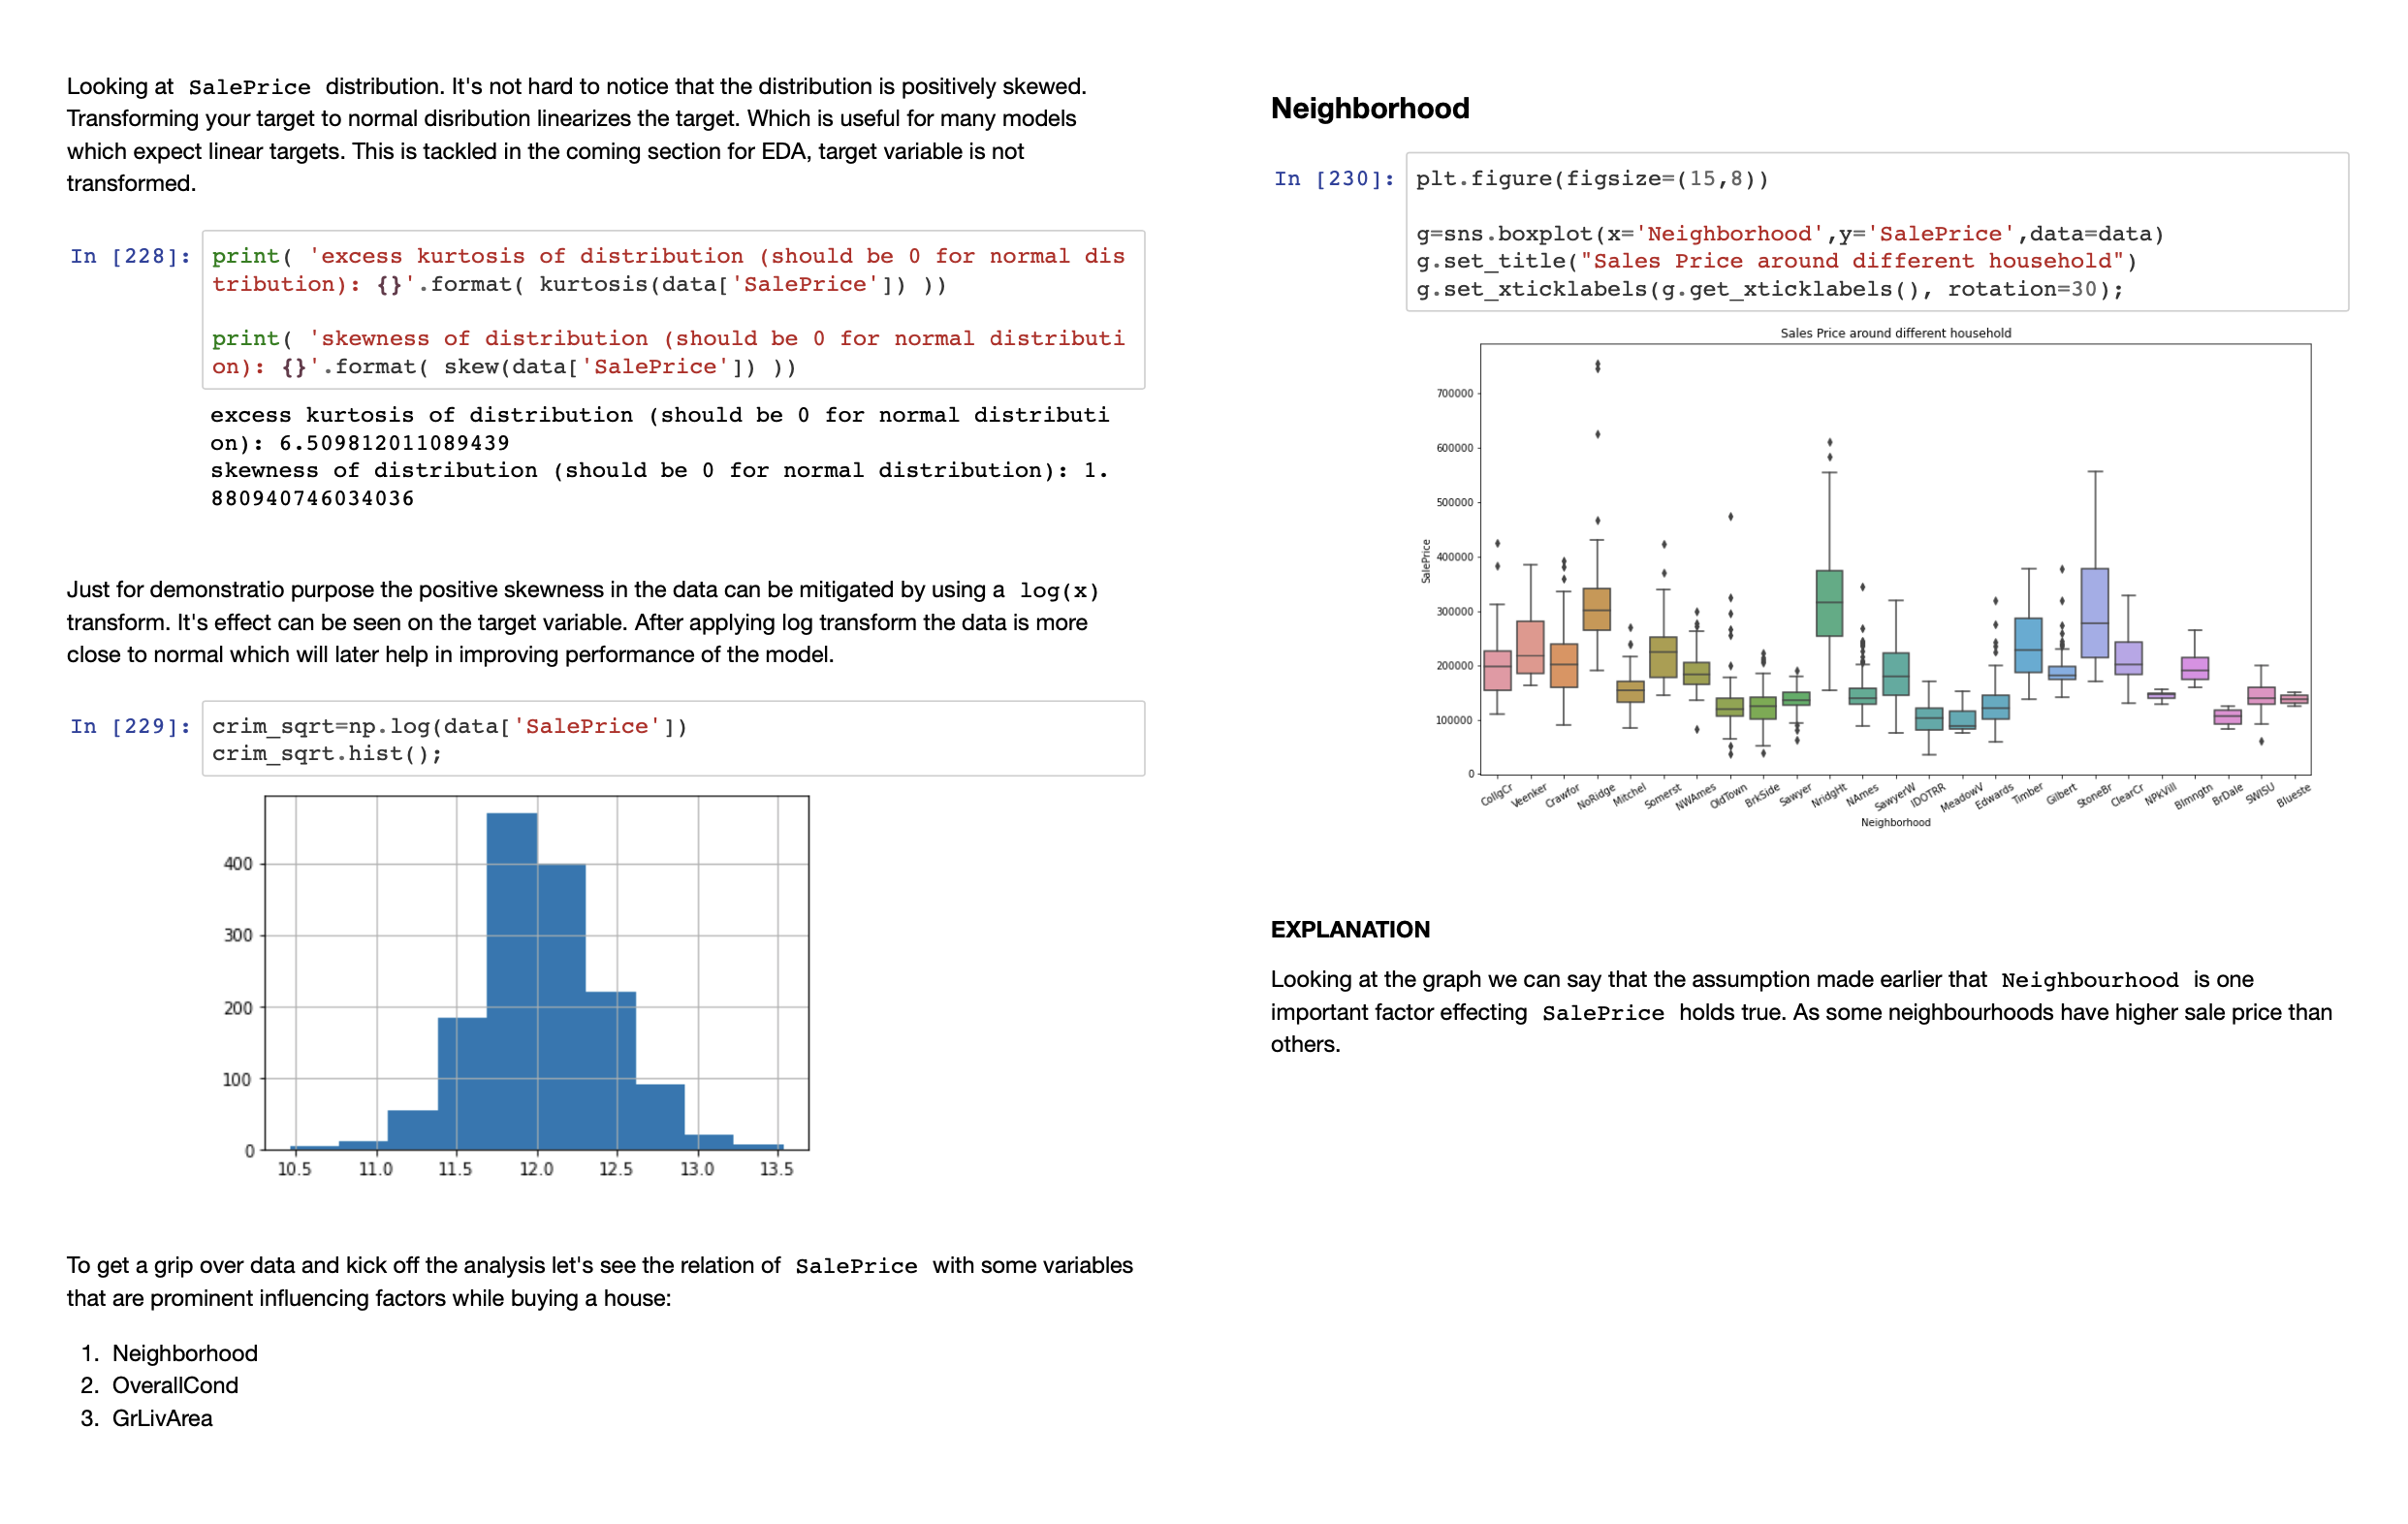 Looking at SalePrice distribution. It's not hard to notice that the distribution is positively skewed.
Transforming your target to normal disribution linearizes the target. Which is useful for many models
which expect linear targets. This is tackled in the coming section for EDA, target variable is not
transformed.
In [228]: print( 'excess kurtosis of distribution (should be 0 for normal dis
tribution): {}'.format( kurtosis(data['SalePrice']) ))
print( 'skewness of distribution (should be 0 for normal distributi
on): {}'.format( skew(data['SalePrice']) ))
excess kurtosis of distribution (should be 0 for normal distributi
on): 6.509812011089439
skewness of distribution (should be 0 for normal distribution): 1.
880940746034036
Just for demonstratio purpose the positive skewness in the data can be mitigated by using a log(x)
transform. It's effect can be seen on the target variable. After applying log transform the data is more
close to normal which will later help in improving performance of the model.
In [229]: crim_sqrt=np.log(data['SalePrice'])
crim_sqrt.hist();
400
300
200
100
0
10.5 11.0 11.5 12.0 12.5 13.0 13.5
To get a grip over data and kick off the analysis let's see the relation of SalePrice with some variables
that are prominent influencing factors while buying a house:
1. Neighborhood
2. OverallCond
3. GrLivArea
Neighborhood
In [230]: plt.figure(figsize=(15,8))
g=sns.boxplot(x='Neighborhood',y='SalePrice',data=data)
g.set_title("Sales Price around different household")
g.set_xticklabels(g.get_xticklabels(), rotation=30);
Sales Price around different household
700000
600000
500000
400000
300000
200000
100000
0
SalePrice
CollgCr Veenker Crawfor NoRidge Mitchel Somerst NWAmes OldTown BrkSide Sawyer NridgHt NAmes SawyerW IDOTRR MeadowV Edwards Timber Gilbert StoneBr ClearCr NPkVill Blmngtn BrDale SWISU Blueste
Neighborhood
EXPLANATION
Looking at the graph we can say that the assumption made earlier that Neighbourhood is one
important factor effecting SalePrice holds true. As some neighbourhoods have higher sale price than
others.